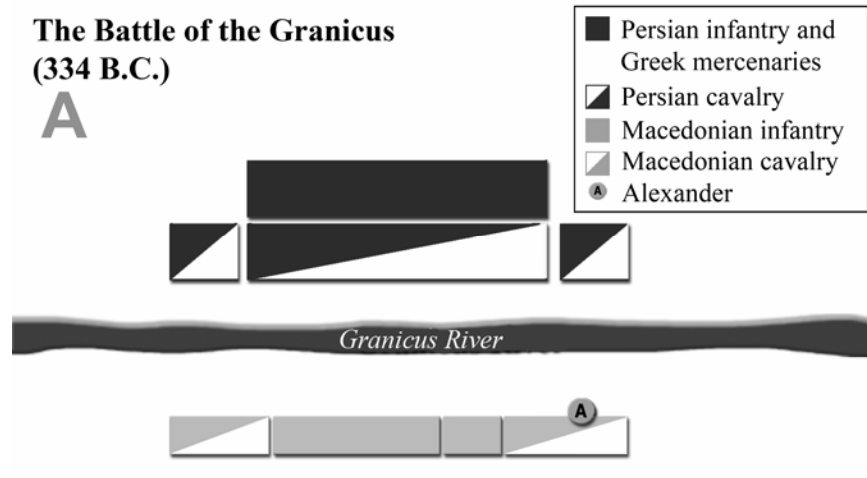 The Battle of the Granicus
(334 B.C.)
A
Persian infantry and
Greek mercenaries
Persian cavalry
Macedonian infantry
Macedonian cavalry
A Alexander
Granicus River
A